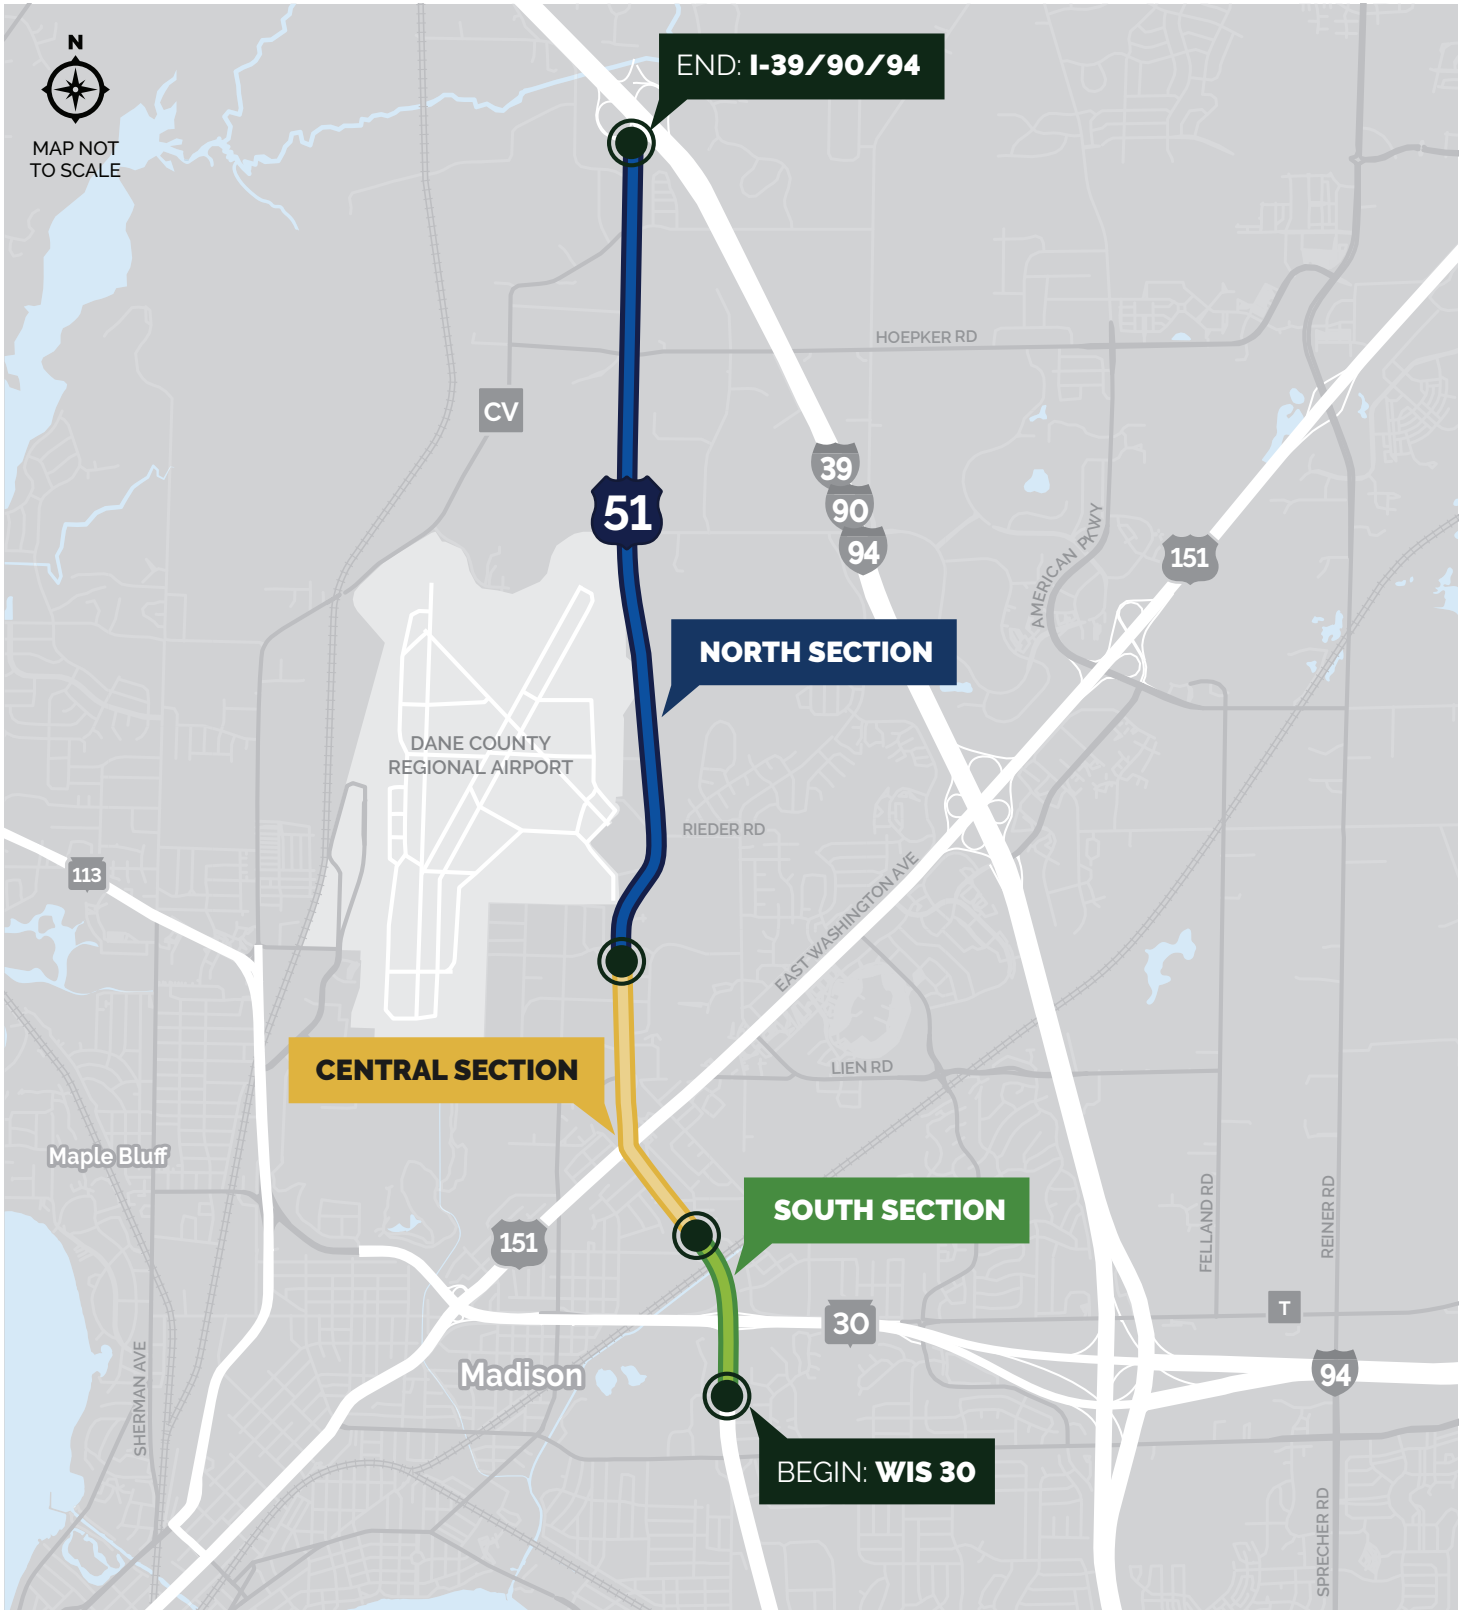 N
MAP NOT
TO SCALE
END: I-39/90/94
HOEPKER RD
CV
39
90
94
51
AMERICAN PKWY
151
NORTH SECTION
DANE COUNTY
REGIONAL AIRPORT
RIEDER RD
113
EAST WASHINGTON AVE
CENTRAL SECTION
LIEN RD
Maple Bluff
SOUTH SECTION
151
FELLAND RD
REINER RD
30
T
94
Madison
SHERMAN AVE
BEGIN: WIS 30
SPRECHER RD